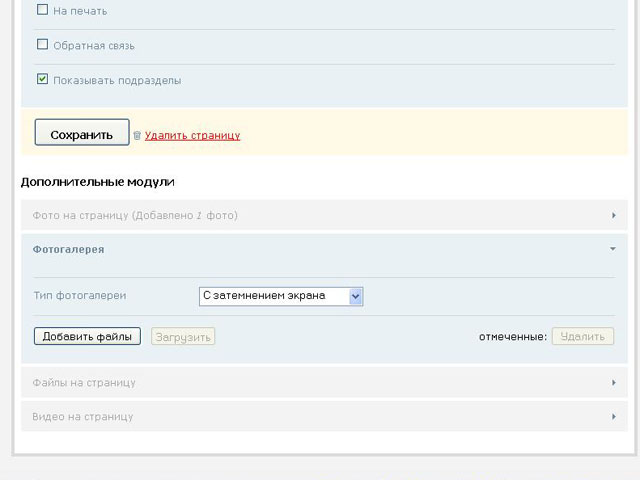 На печать
Обратная связь
Показывать подразделы
Сохранить Удалить страницу
Дополнительные модули
Фото на страницу (Добавлено 1 фото)
Фотогалерея
Тип фотогалереи С затемнением экрана
Добавить файлы Загрузить отмеченные: Удалить
Файлы на страницу
Видео на страницу